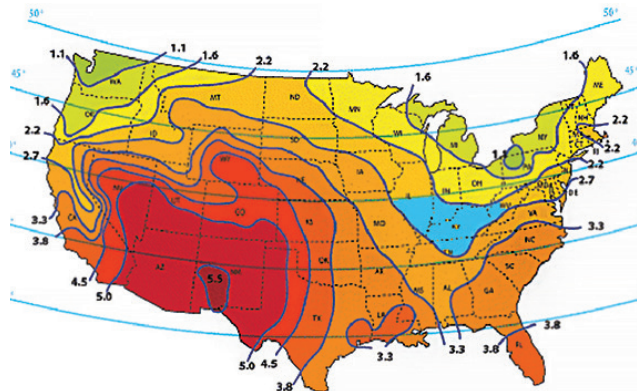 50°
50°
1.1
1.1
1.6
2.2
2.2
1.6
1.6
45°
45°
WA
ME
MT
ND
MN
OR
1.6
ID
WI
MI
NY
NH
2.2
2.2
2.2
SD
1.1
PA
2.7
WY
IA
2.7
NE
IN
OH
DE
NV
UT
CO
IL
WV
VA
CA
KS
MO
KY
3.3
3.3
3.8
NC
TN
OK
AR
SC
4.5
AZ
NM
5.0
5.5
MS
AL
GA
TX
LA
3.3
3.3
3.8
3.8
FL
5.0
4.5
3.8